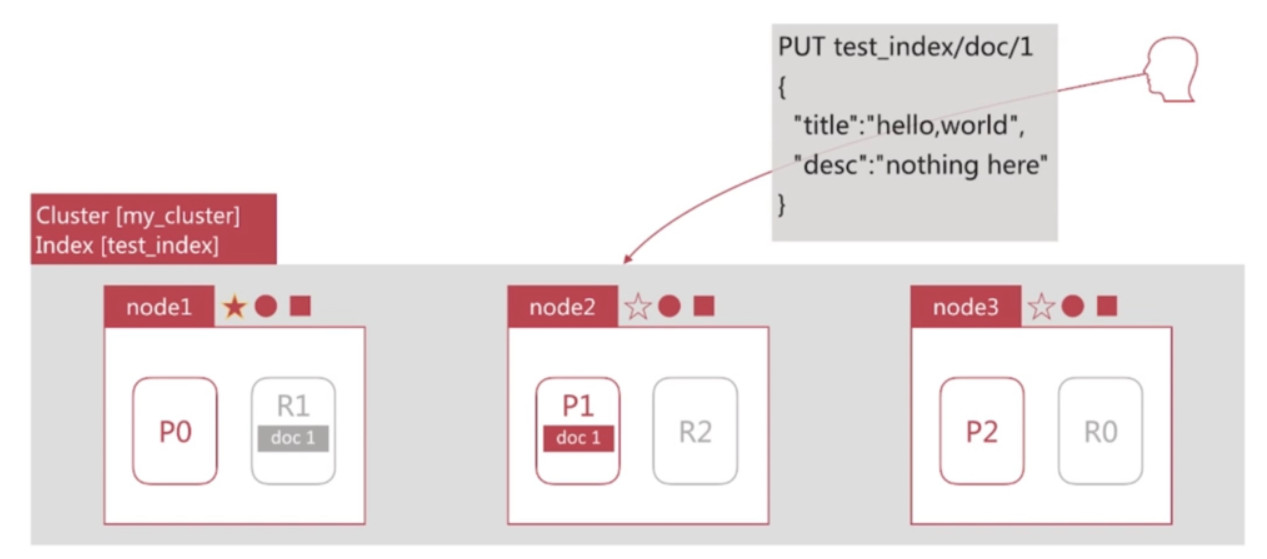 PUT test_index/doc/1
{
"title":"hello,world",
"desc":"nothing here"
}
Cluster [my_cluster]
Index [test_index]
node1
node2
node3
P0
R1
doc 1
P1
doc 1
R2
P2
R0